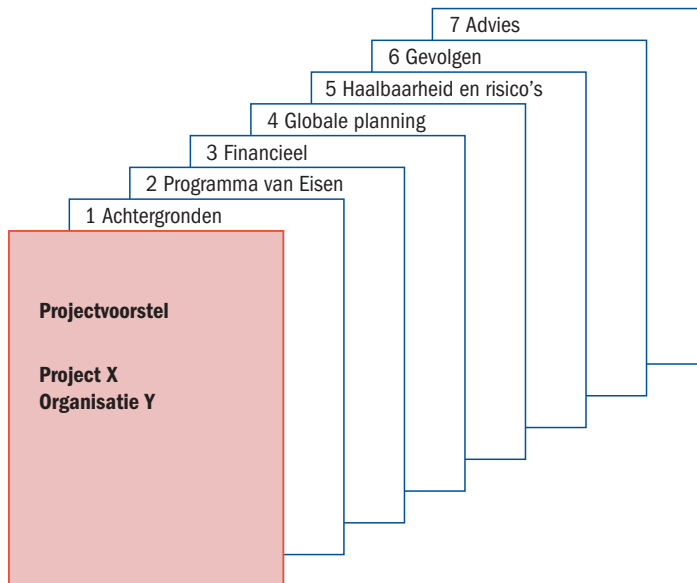 7 Advies
6 Gevolgen
5 Haalbaarheid en risico’s
4 Globale planning
3 Financieel
2 Programma van Eisen
1 Achtergronden
Projectvoorstel
Project X
Organisatie Y